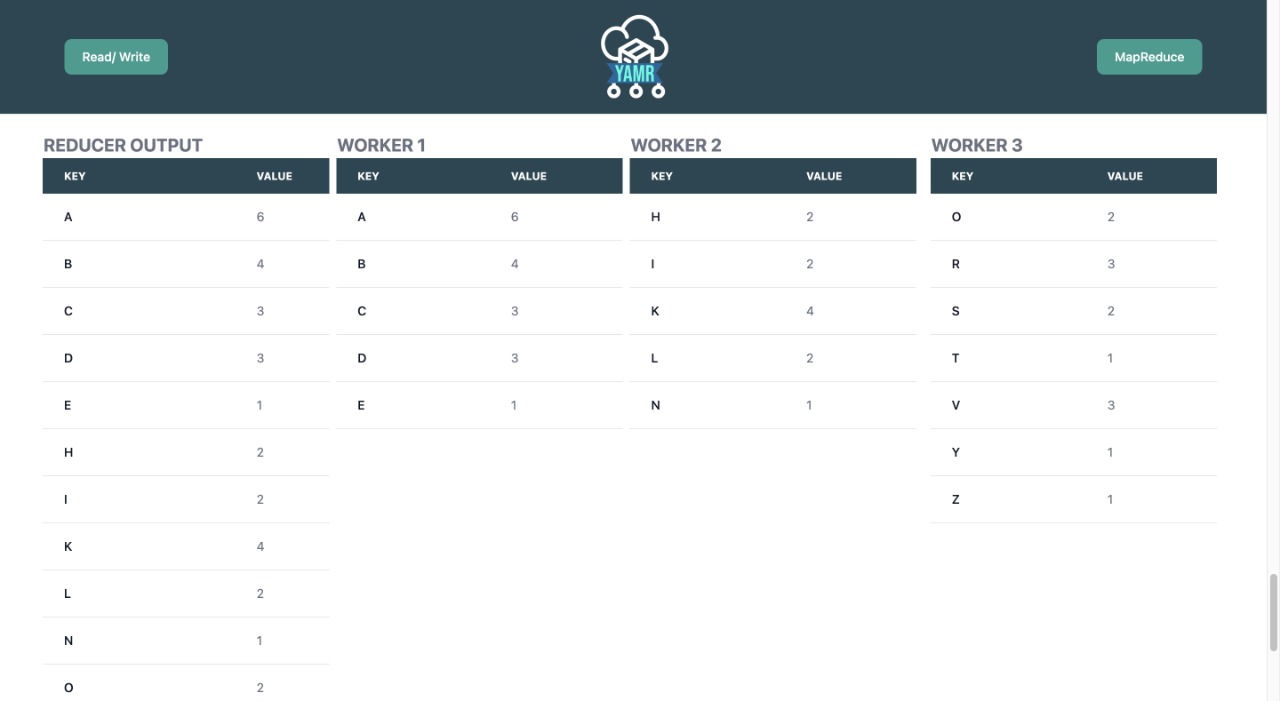 Read/ Write
YAMR
MapReduce
REDUCER OUTPUT WORKER 1 WORKER 2 WORKER 3
KEY VALUE KEY VALUE KEY VALUE KEY VALUE
A 6 A 6 H 2 O 2
B 4 B 4 I 2 R 3
C 3 C 3 K 4 S 2
D 3 D 3 L 2 T 1
E 1 E 1 N 1 V 3
H 2 Y 1
I 2 Z 1
K 4
L 2
N 1
O 2